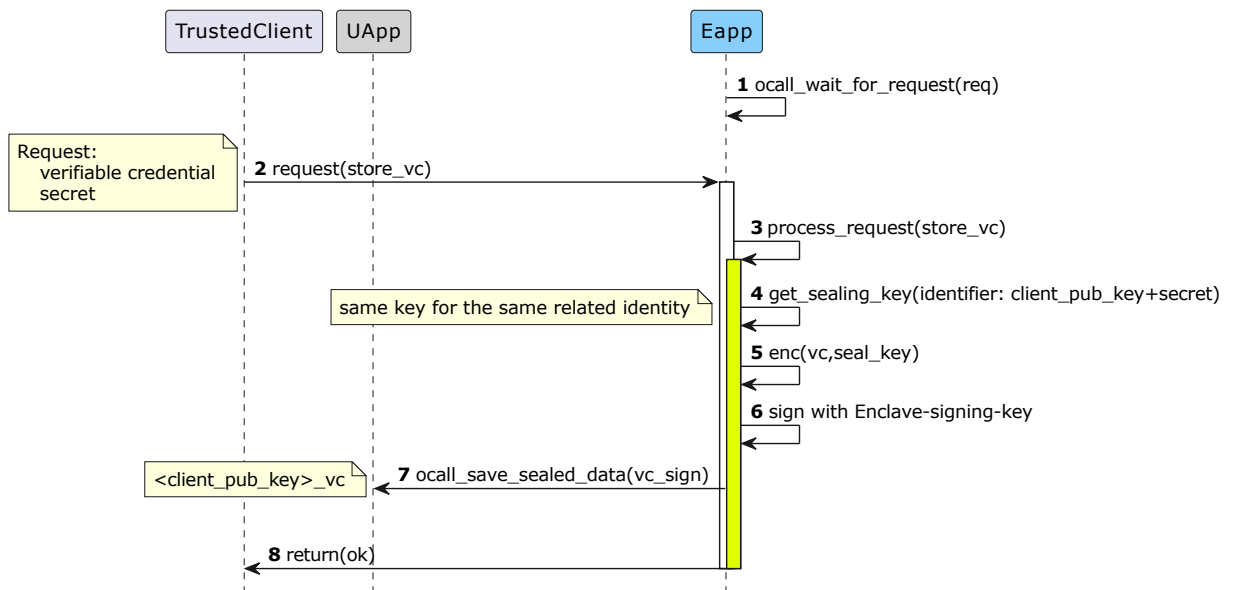 TrustedClient
UApp
Eapp
1 ocall_wait_for_request(req)
Request:
verifiable credential
secret
2 request(store_vc)
3 process_request(store_vc)
same key for the same related identity
4 get_sealing_key(identifier: client_pub_key+secret)
5 enc(vc,seal_key)
6 sign with Enclave-signing-key
<client_pub_key>_vc
7 ocall_save_sealed_data(vc_sign)
8 return(ok)